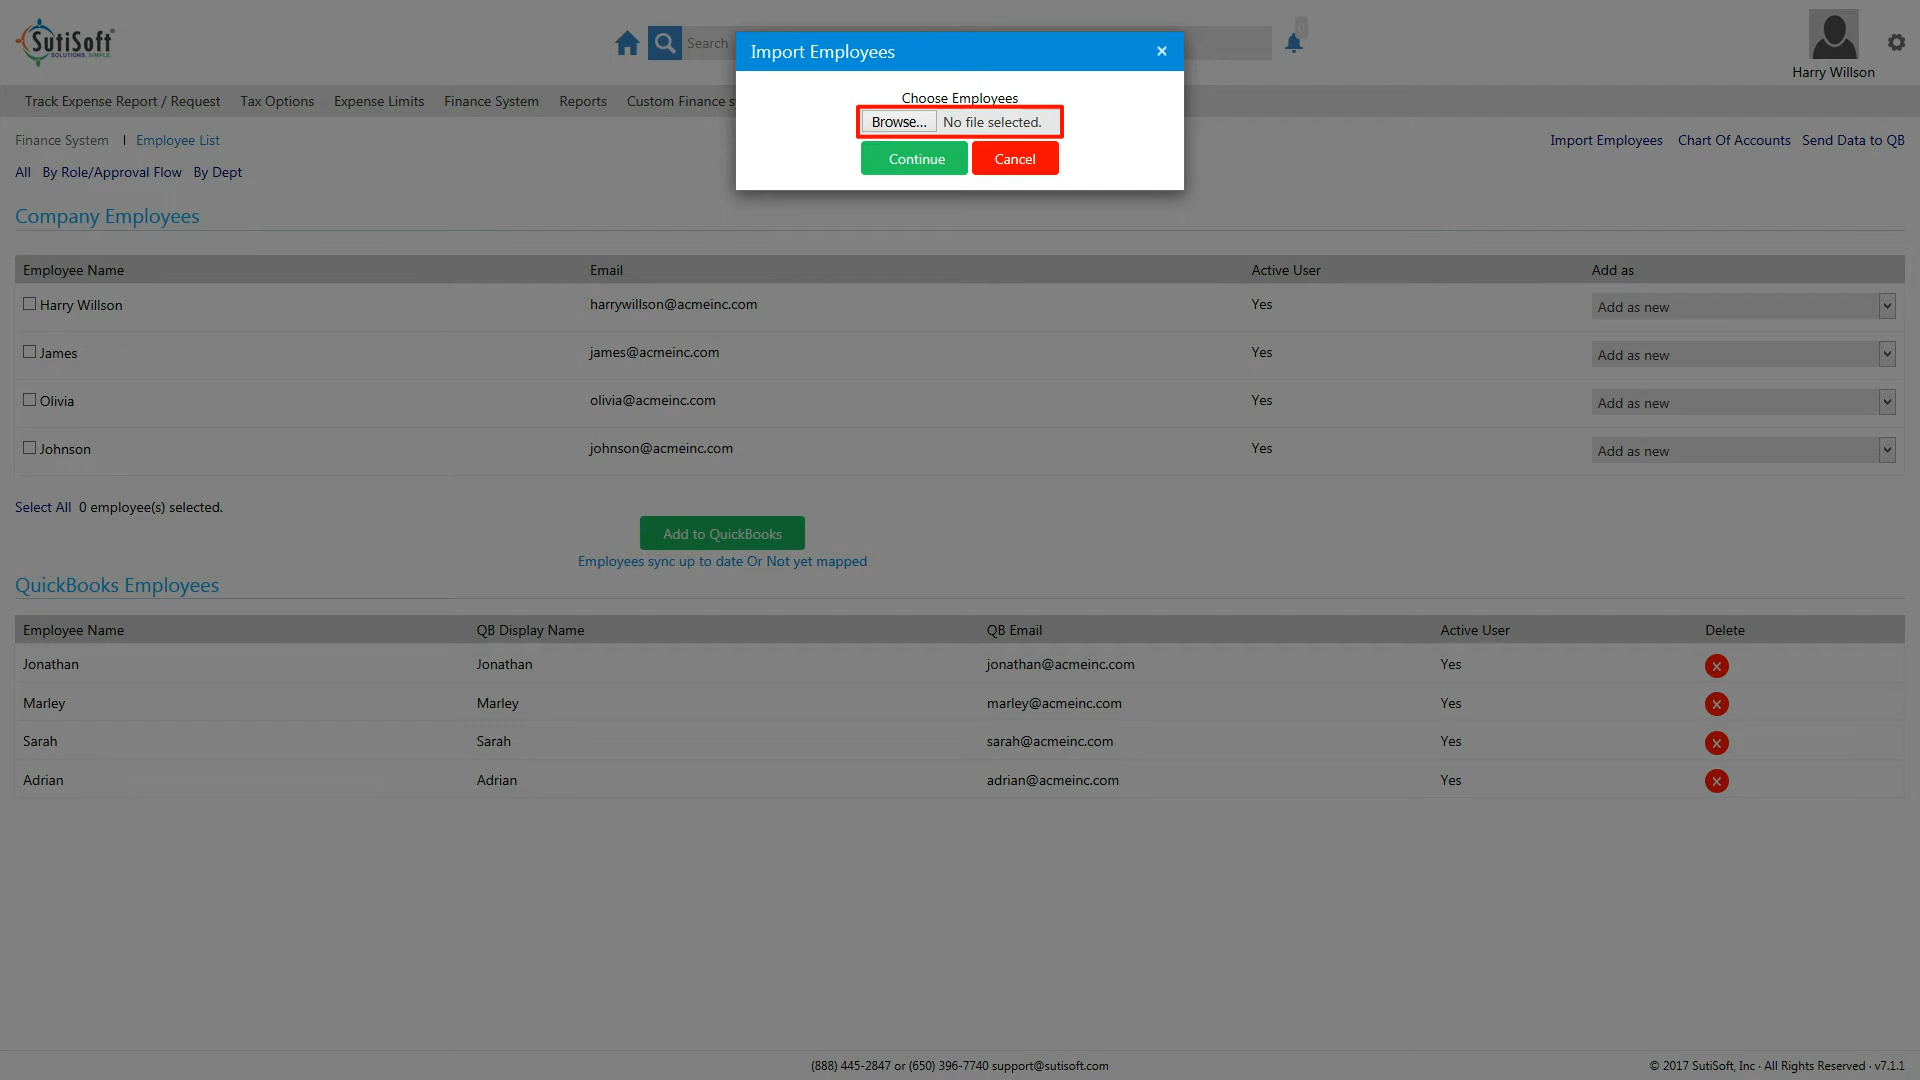 SutiSoft®
SOLUTIONS, SIMPLE.
Search
0
Harry Willson
Import Employees ×
Choose Employees
Browse... No file selected.
Continue Cancel
Track Expense Report / Request Tax Options Expense Limits Finance System Reports Custom Finance s
Finance System | Employee List
Import Employees Chart Of Accounts Send Data to QB
All By Role/Approval Flow By Dept
Company Employees
Employee Name Email Active User Add as
Harry Willson harrywillson@acmeinc.com Yes Add as new
James james@acmeinc.com Yes Add as new
Olivia olivia@acmeinc.com Yes Add as new
Johnson johnson@acmeinc.com Yes Add as new
Select All 0 employee(s) selected.
Add to QuickBooks
Employees sync up to date Or Not yet mapped
QuickBooks Employees
Employee Name QB Display Name QB Email Active User Delete
Jonathan Jonathan jonathan@acmeinc.com Yes
Marley Marley marley@acmeinc.com Yes
Sarah Sarah sarah@acmeinc.com Yes
Adrian Adrian adrian@acmeinc.com Yes
(888) 445-2847 or (650) 396-7740 support@sutisoft.com
© 2017 SutiSoft, Inc · All Rights Reserved · v7.1.1